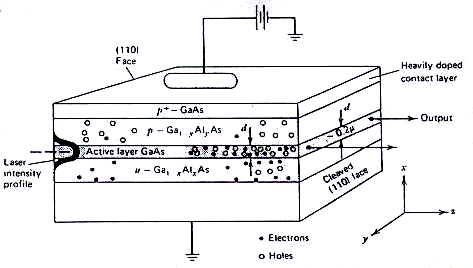 (110)
Face
Heavily doped
contact layer
p+ – GaAs
p – Ga1-xAlxAs
d
d
~ 0.2μ
Output
Active layer GaAs
Laser
intensity
profile
n – Ga1-xAlxAs
Cleaved
(110) face
x
z
y
• Electrons
o Holes